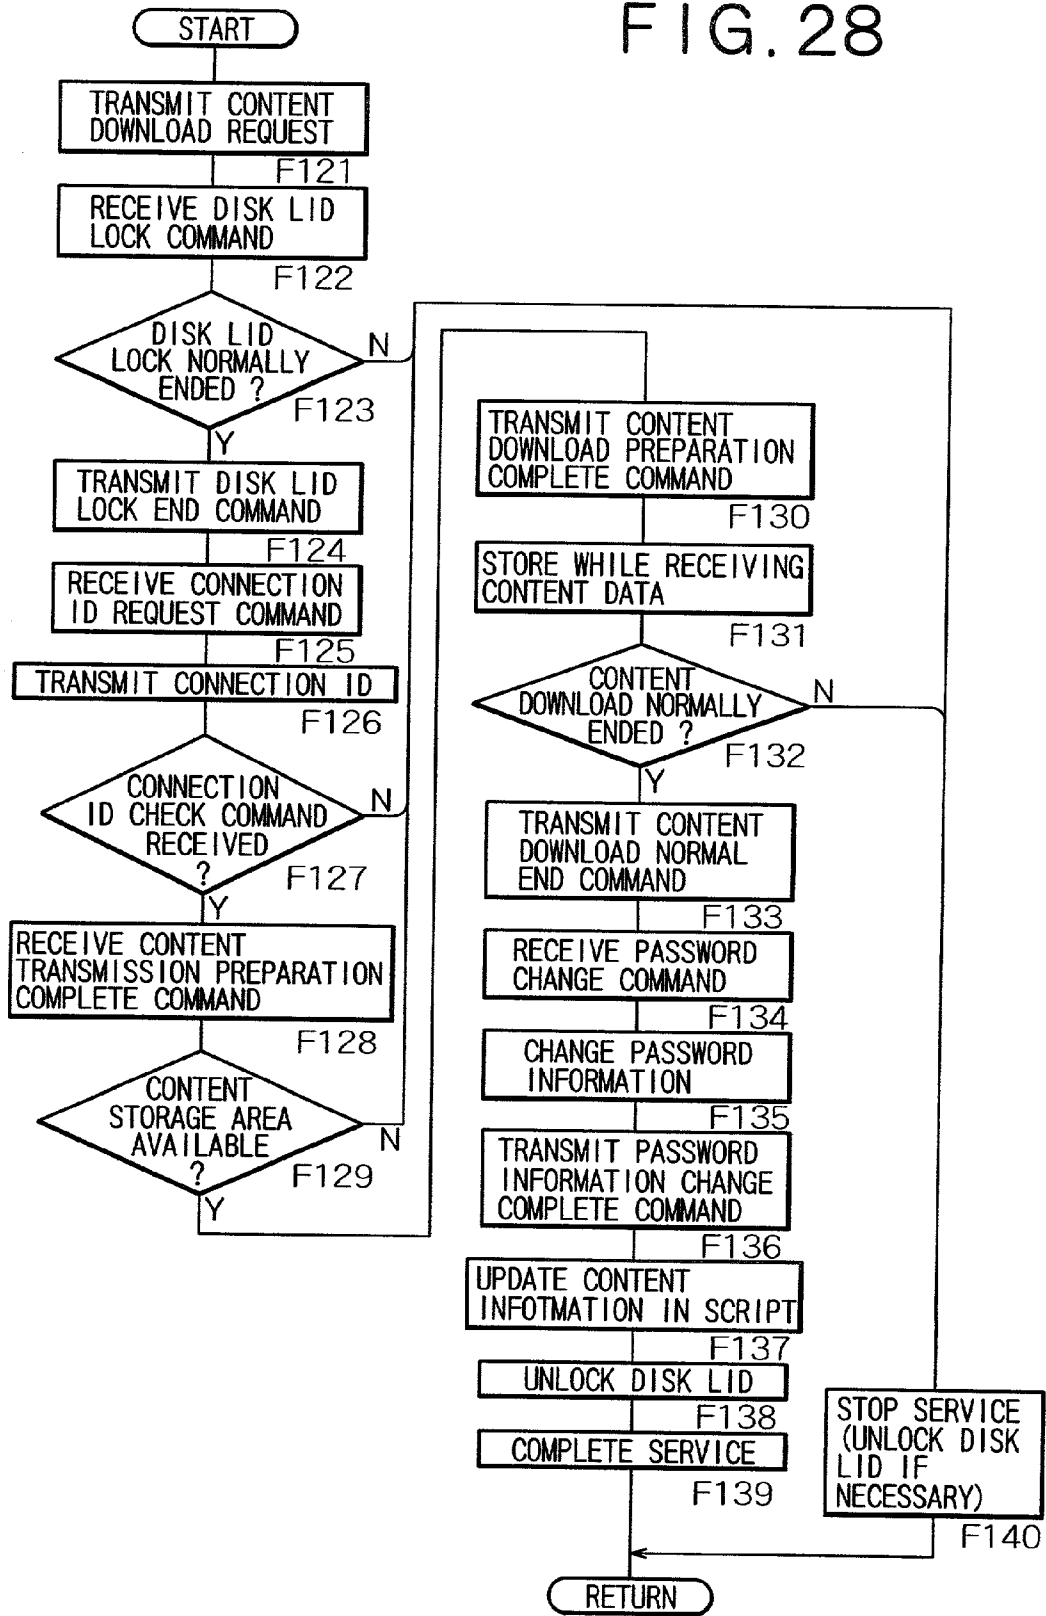 FIG. 28
START
TRANSMIT CONTENT
DOWNLOAD REQUEST
F121
RECEIVE DISK LID
LOCK COMMAND
F122
DISK LID
LOCK NORMALLY
ENDED ?
F123
N
Y
TRANSMIT DISK LID
LOCK END COMMAND
F124
RECEIVE CONNECTION
ID REQUEST COMMAND
F125
TRANSMIT CONNECTION ID
F126
CONNECTION
ID CHECK COMMAND
RECEIVED
?
F127
N
Y
RECEIVE CONTENT
TRANSMISSION PREPARATION
COMPLETE COMMAND
F128
CONTENT
STORAGE AREA
AVAILABLE
?
F129
N
Y
TRANSMIT CONTENT
DOWNLOAD PREPARATION
COMPLETE COMMAND
F130
STORE WHILE RECEIVING
CONTENT DATA
F131
CONTENT
DOWNLOAD NORMALLY
ENDED ?
F132
N
Y
TRANSMIT CONTENT
DOWNLOAD NORMAL
END COMMAND
F133
RECEIVE PASSWORD
CHANGE COMMAND
F134
CHANGE PASSWORD
INFORMATION
F135
TRANSMIT PASSWORD
INFORMATION CHANGE
COMPLETE COMMAND
F136
UPDATE CONTENT
INFOTMATION IN SCRIPT
F137
UNLOCK DISK LID
F138
COMPLETE SERVICE
F139
STOP SERVICE
(UNLOCK DISK
LID IF
NECESSARY)
F140
RETURN